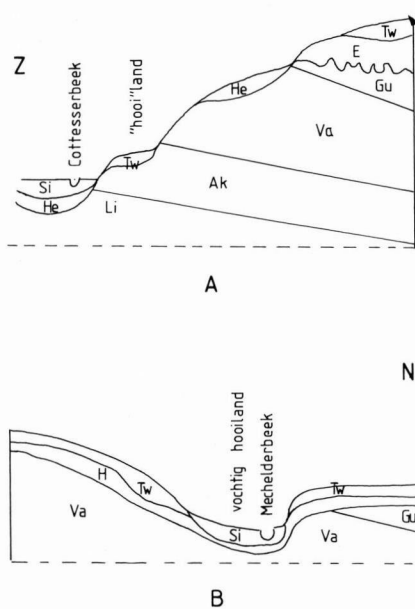 Z
Cottesserbeek
"hooi"land
Tw
E
Gu
He
Va
Tw
Si
Ak
He
Li
A
N
vochtig hooiland
Mechelderbeek
H
Tw
Tw
Va
Si
Va
Gu
B